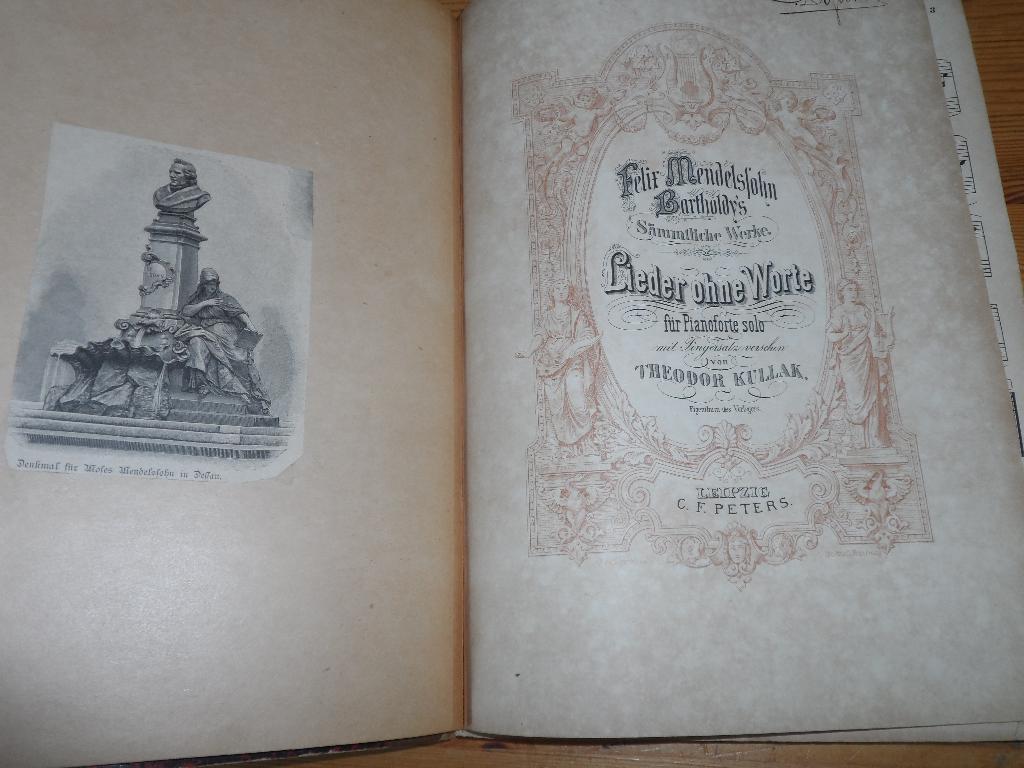 Denkmal für Moses Mendelssohn in Dessau.
3
Felix Mendelssohn
Bartholdy's
Sämmtliche Werke.
Lieder ohne Worte
für Pianoforte solo
mit Fingersatz versehen
von
THEODOR KULLAK.
Eigenthum des Verlegers.
LEIPZIG
C. F. PETERS.